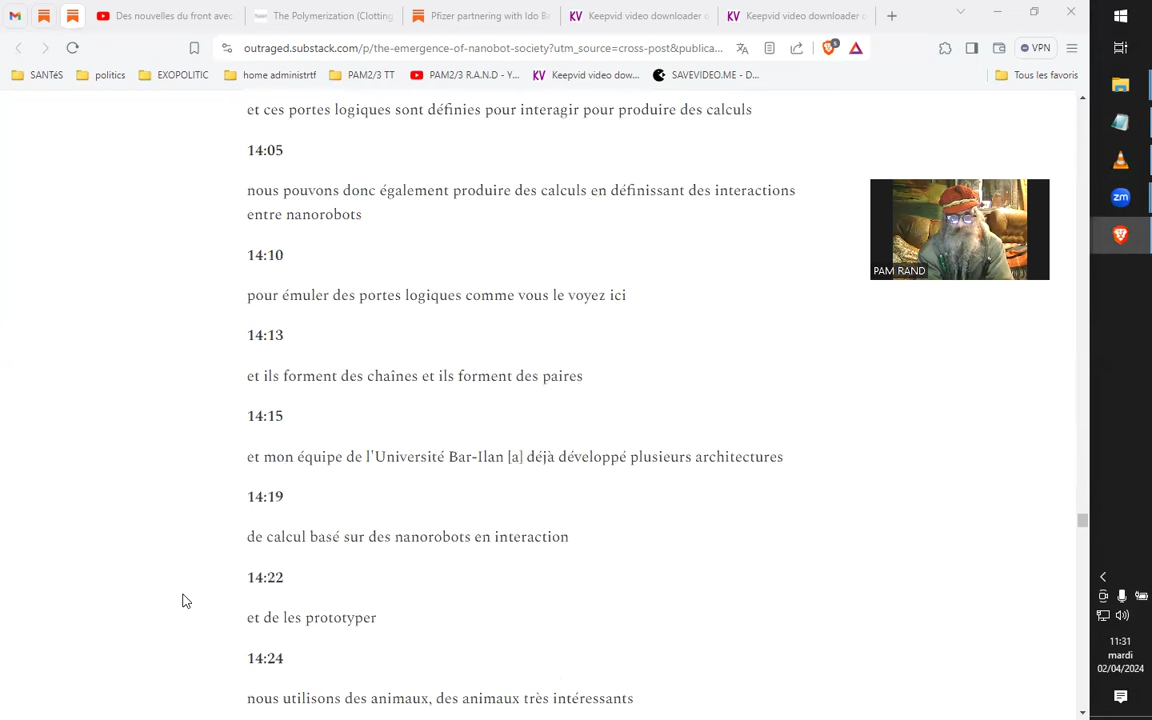 Des nouvelles du front avec
The Polymerization (Clotting,
Pfizer partnering with Ido Ba
KV Keepvid video downloader o
KV Keepvid video downloader o
outraged.substack.com/p/the-emergence-of-nanobot-society?utm_source=cross-post&publica...
VPN
SANTéS
politics
EXOPOLITIC
home administrtf
PAM2/3 TT
PAM2/3 R.A.N.D - Y...
KV Keepvid video dow...
SAVEVIDEO.ME - D...
Tous les favoris
et ces portes logiques sont définies pour interagir pour produire des calculs
14:05
nous pouvons donc également produire des calculs en définissant des interactions
entre nanorobots
14:10
pour émuler des portes logiques comme vous le voyez ici
14:13
et ils forment des chaînes et ils forment des paires
14:15
et mon équipe de l'Université Bar-Ilan [a] déjà développé plusieurs architectures
14:19
de calcul basé sur des nanorobots en interaction
14:22
et de les prototyper
14:24
nous utilisons des animaux, des animaux très intéressants
PAM RAND
zm
11:31
mardi
02/04/2024